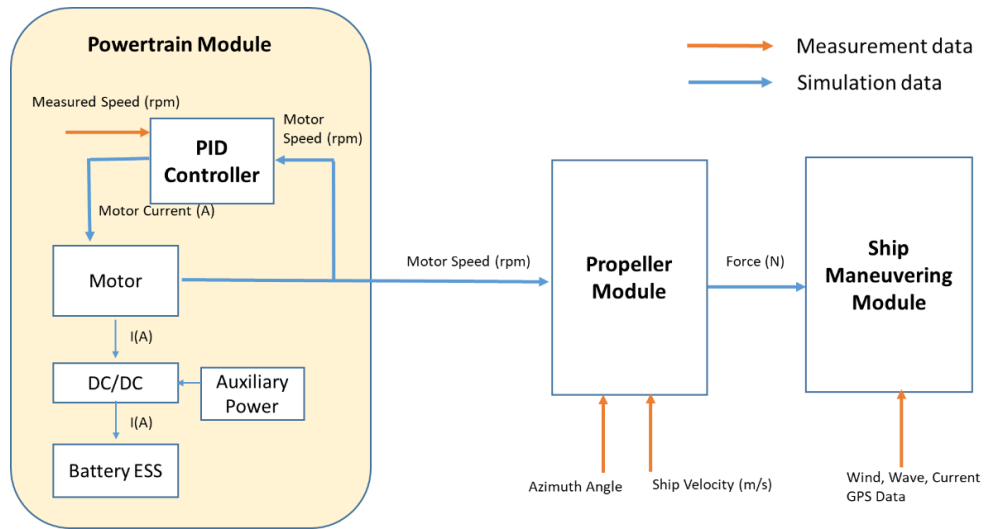 Powertrain Module
Measured Speed (rpm)
Motor
Speed (rpm)
PID
Controller
Motor Current (A)
Motor
I(A)
DC/DC
Auxiliary
Power
I(A)
Battery ESS
Measurement data
Simulation data
Motor Speed (rpm)
Propeller
Module
Force (N)
Ship
Maneuvering
Module
Azimuth Angle
Ship Velocity (m/s)
Wind, Wave, Current
GPS Data